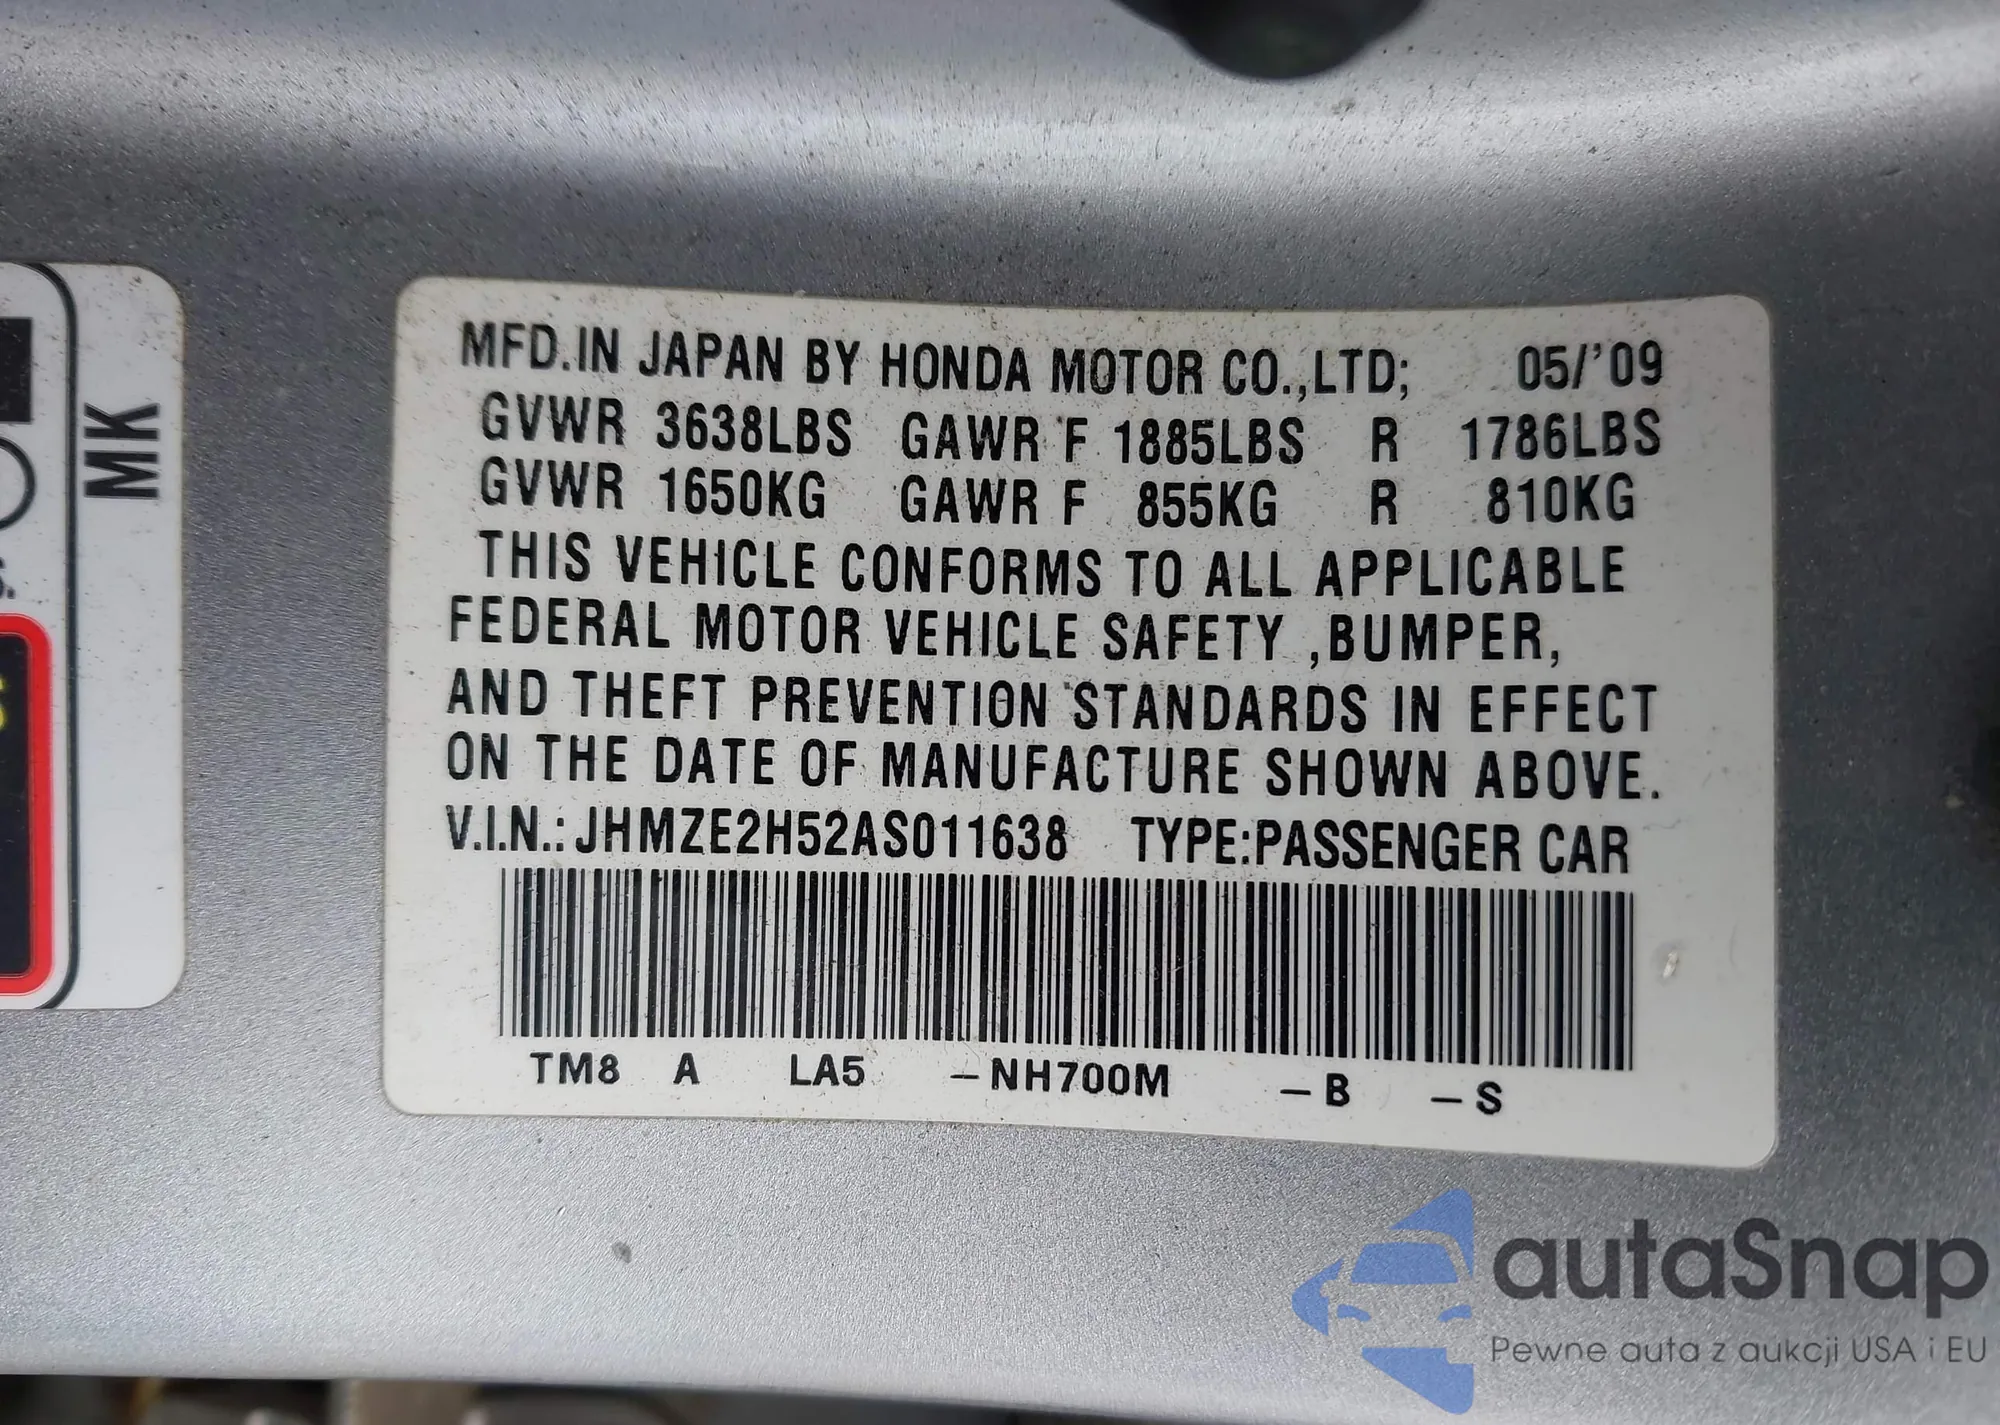 MFD.IN JAPAN BY HONDA MOTOR CO.,LTD; 05/'09
GVWR 3638LBS GAWR F 1885LBS R 1786LBS
GVWR 1650KG GAWR F 855KG R 810KG
THIS VEHICLE CONFORMS TO ALL APPLICABLE
FEDERAL MOTOR VEHICLE SAFETY ,BUMPER,
AND THEFT PREVENTION STANDARDS IN EFFECT
ON THE DATE OF MANUFACTURE SHOWN ABOVE.
V.I.N.: JHMZE2H52AS011638 TYPE:PASSENGER CAR
TM8 A LA5 –NH700M –B –S
MK
autaSnap
Pewne auta z aukcji USA i EU